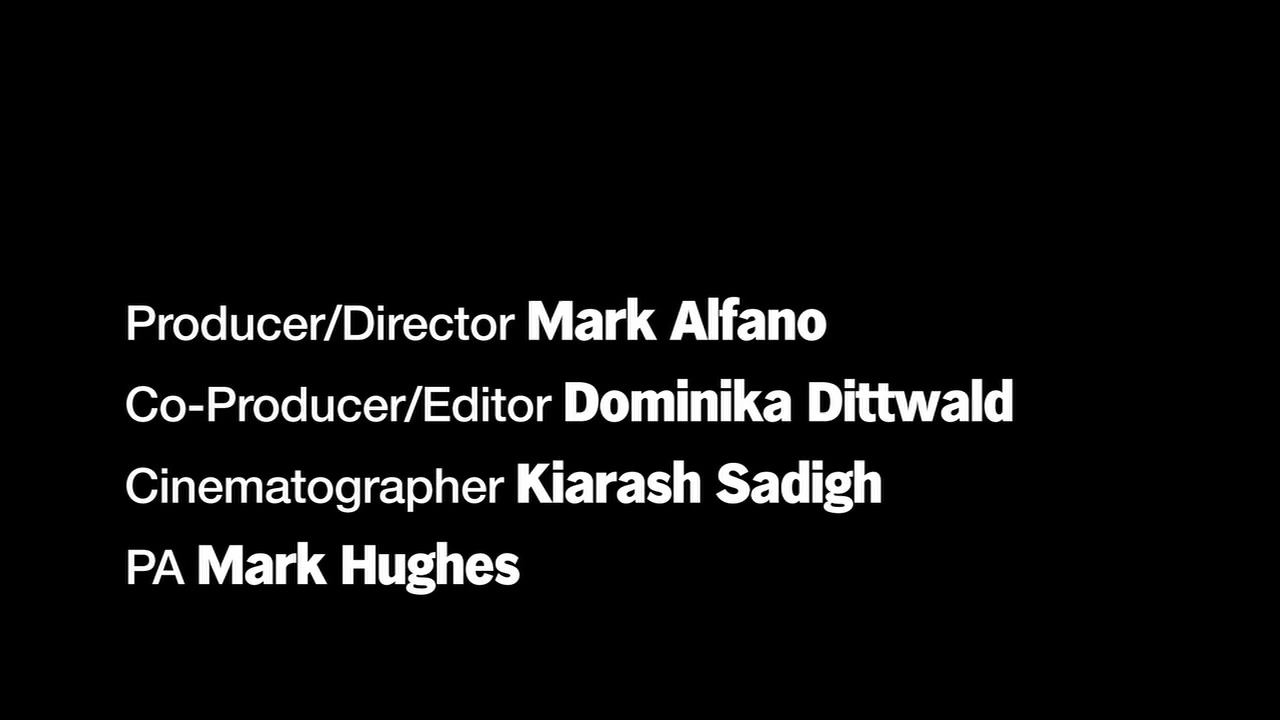 Producer/Director Mark Alfano
Co-Producer/Editor Dominika Dittwald
Cinematographer Kiarash Sadigh
PA Mark Hughes